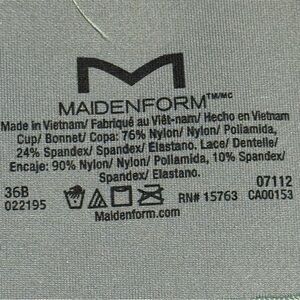 MAIDENFORM™/MC
Made in Vietnam/ Fabriqué au Viêt-nam/ Hecho en Vietnam
Cup/ Bonnet/ Copa: 76% Nylon/ Nylon/ Poliamida,
24% Spandex/ Spandex/ Elastano. Lace/ Dentelle/
Encaje: 90% Nylon/ Nylon/ Poliamida, 10% Spandex/
Spandex/ Elastano.
36B
022195
RN# 15763
07112
CA00153
Maidenform.com